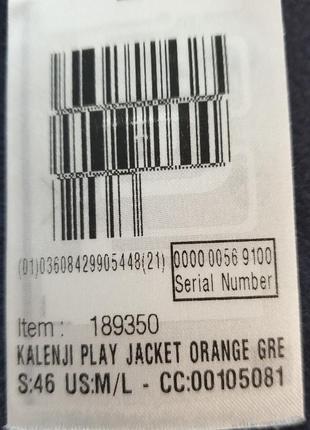 (01)03608429905448(21)
0000 0056 9100
Serial Number
Item : 189350
KALENJI PLAY JACKET ORANGE GRE
S:46 US:M/L - CC:00105081